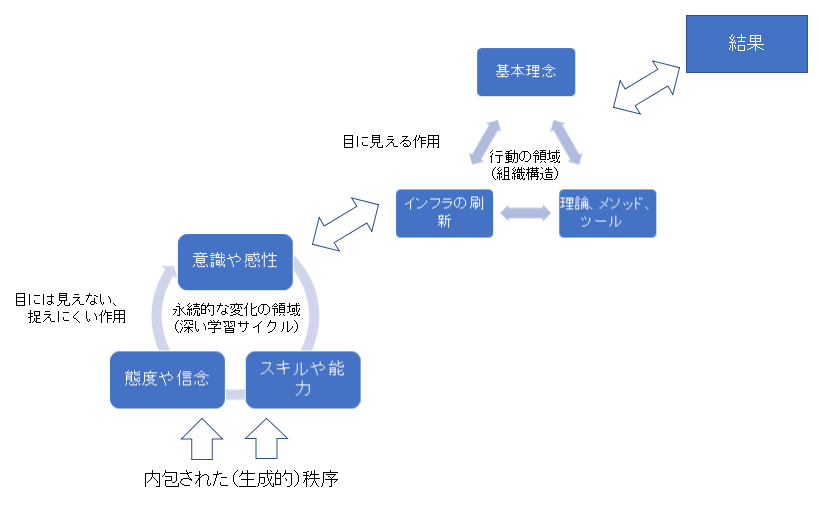 結果
基本理念
目に見える作用
行動の領域
(組織構造)
インフラの刷
新
理論、メソッド、
ツール
意識や感性
目には見えない、
捉えにくい作用
永続的な変化の領域
(深い学習サイクル)
態度や信念
スキルや能
力
内包された(生成的)秩序